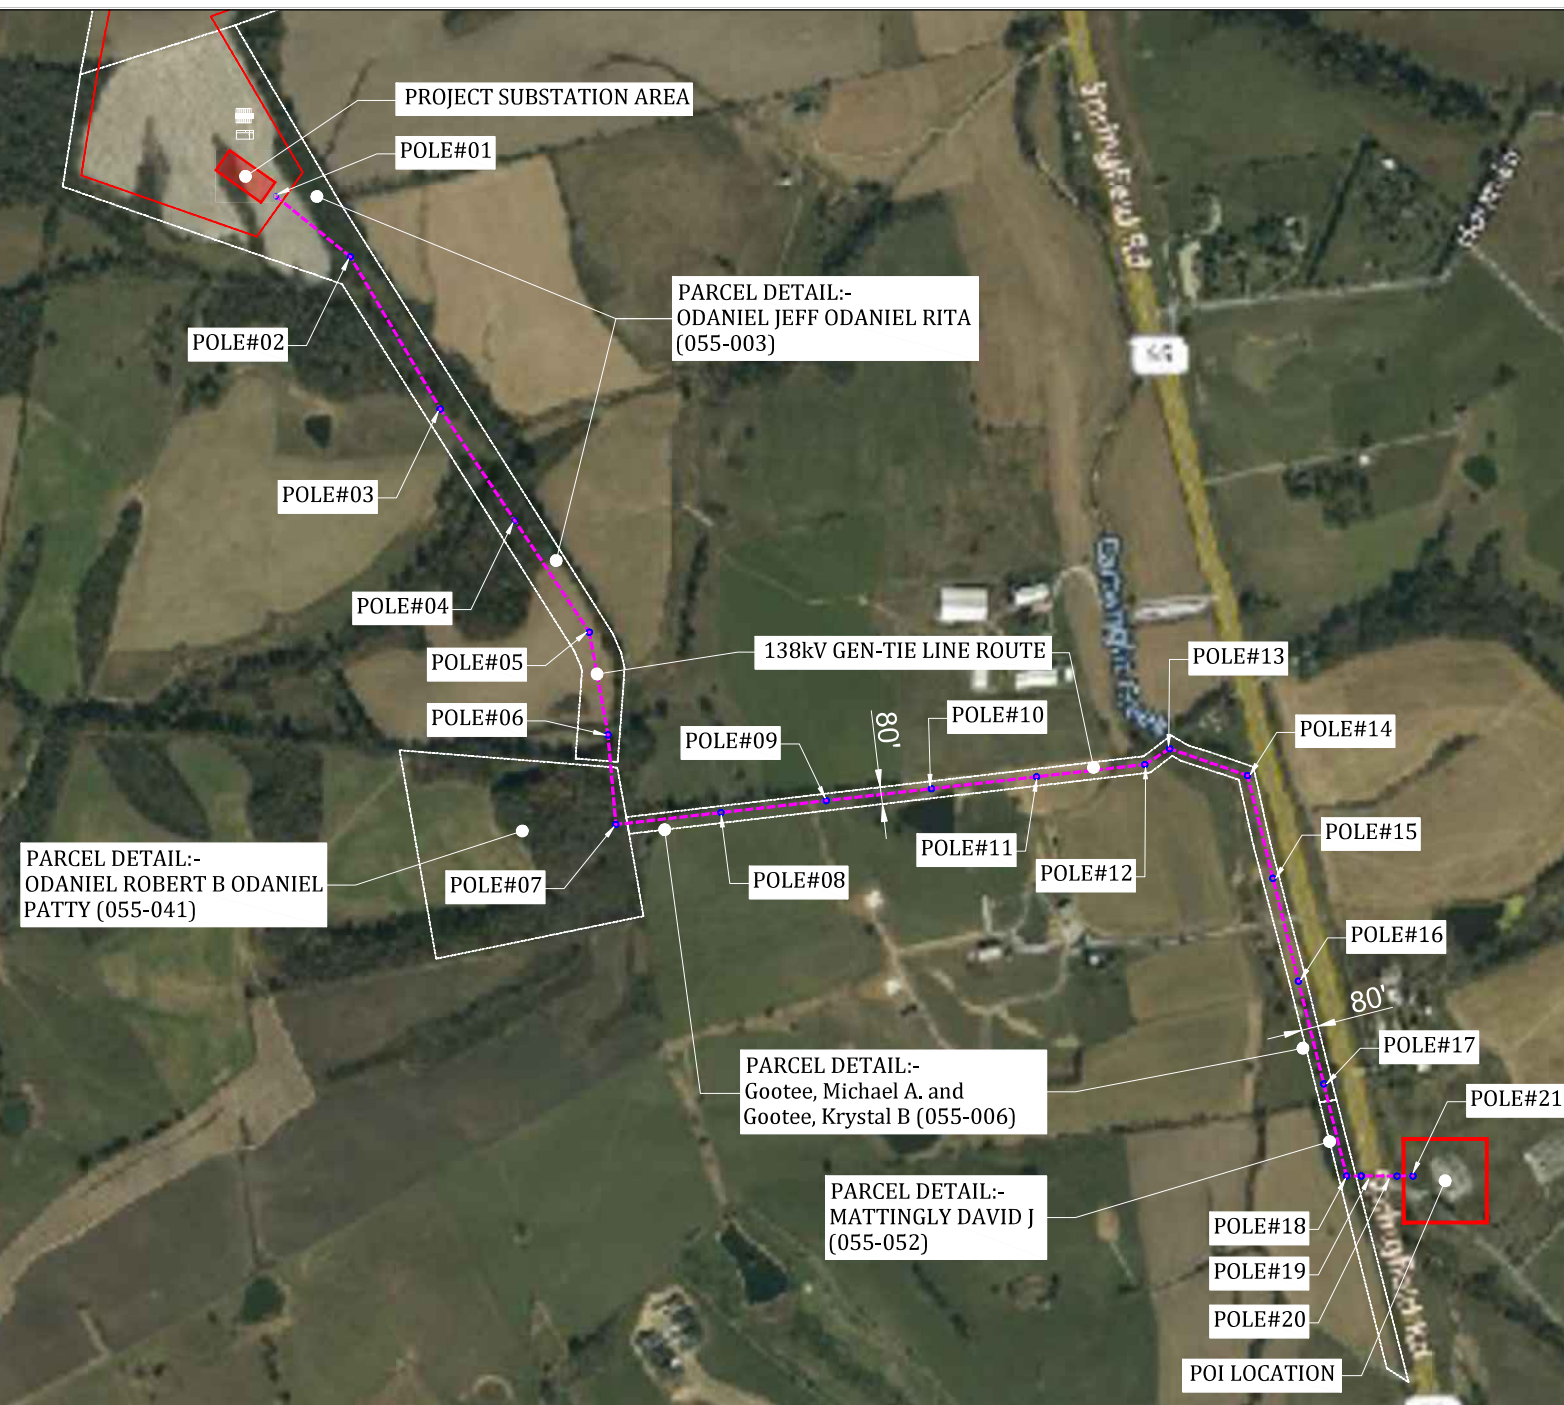 PROJECT SUBSTATION AREA
POLE#01
PARCEL DETAIL:-
ODANIEL JEFF ODANIEL RITA
(055-003)
POLE#02
POLE#03
POLE#04
POLE#05
138kV GEN-TIE LINE ROUTE
POLE#13
POLE#06
POLE#09
80'
POLE#10
POLE#14
POLE#15
POLE#11
POLE#12
PARCEL DETAIL:-
ODANIEL ROBERT B ODANIEL
PATTY (055-041)
POLE#07
POLE#08
POLE#16
80'
POLE#17
PARCEL DETAIL:-
Gootee, Michael A. and
Gootee, Krystal B (055-006)
POLE#21
PARCEL DETAIL:-
MATTINGLY DAVID J
(055-052)
POLE#18
POLE#19
POLE#20
POI LOCATION
Springfield Rd
55